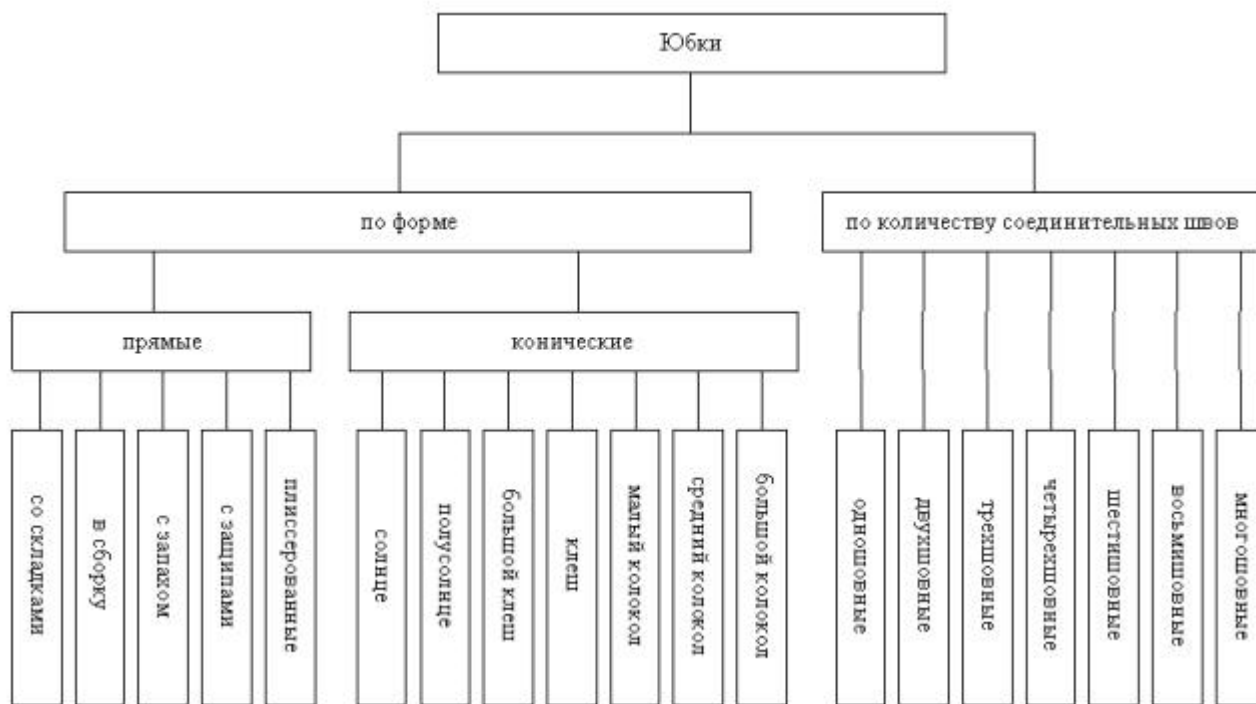 Юбки
по форме
по количеству соединительных швов
прямые
конические
со складками
в сборку
с запахом
с защипами
плиссерованные
солнце
полусолнце
большой клеш
клеш
малый колокол
средний колокол
большой колокол
одношовные
двухшовные
трехшовные
четырехшовные
шестишовные
восьмишовные
многошовные